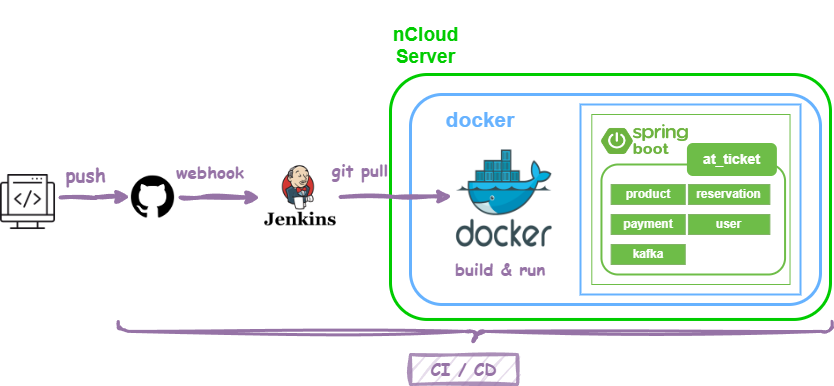 nCloud
Server
docker
spring
boot
at_ticket
product
reservation
payment
user
kafka
push
</>
webhook
Jenkins
git pull
docker
build & run
CI / CD